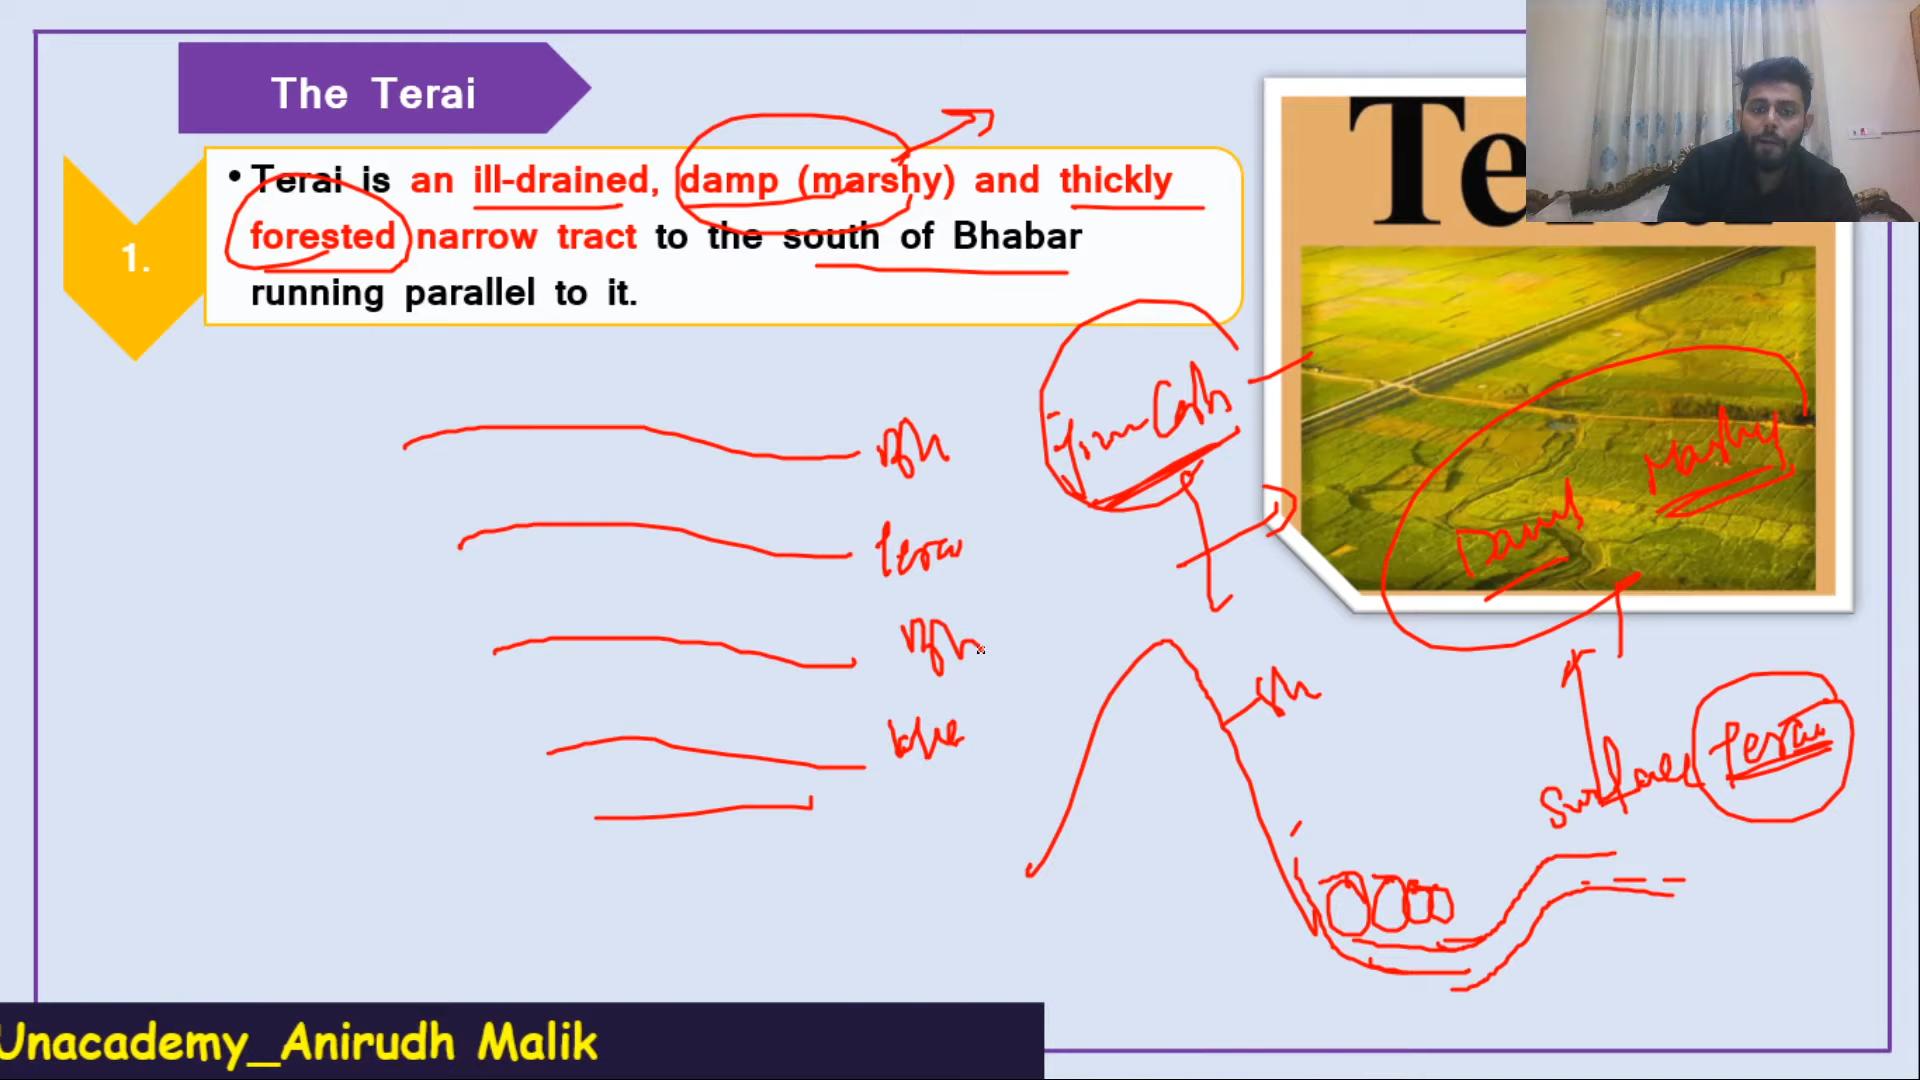 The Terai
1.
• Terai is an ill-drained, damp (marshy) and thickly
forested narrow tract to the south of Bhabar
running parallel to it.
Te
Marshy
Surface Terai
Terai
Unacademy_Anirudh Malik